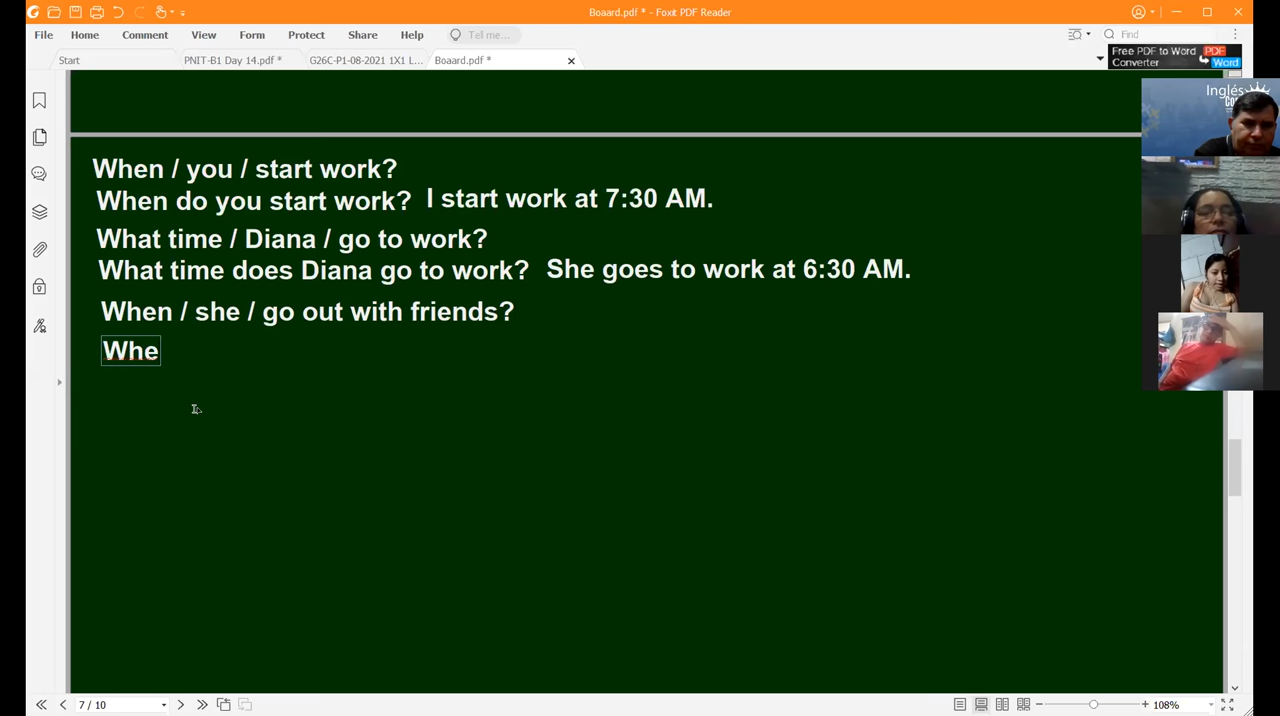 Boaard.pdf * - Foxit PDF Reader
File Home Comment View Form Protect Share Help Tell me... Find
Start PNIT-B1 Day 14.pdf * G26C-P1-08-2021 1X1 L... Boaard.pdf *
Free PDF to Word Converter PDF Word
Inglés
When / you / start work?
When do you start work? I start work at 7:30 AM.
What time / Diana / go to work?
What time does Diana go to work? She goes to work at 6:30 AM.
When / she / go out with friends?
Whe
7 / 10 108%